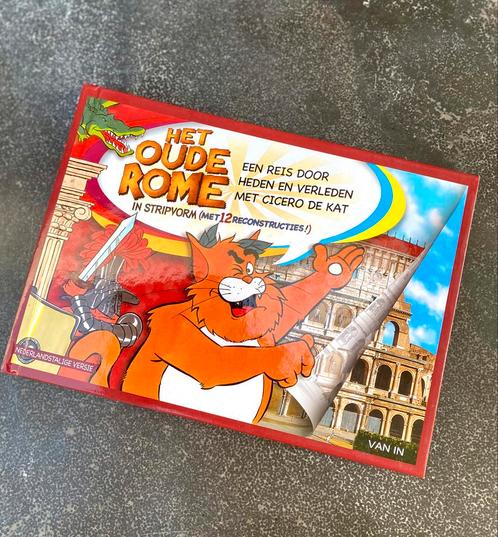 HET
OUDE
ROME
IN STRIPVORM (MET 12 RECONSTRUCTIES!)
EEN REIS DOOR
HEDEN EN VERLEDEN
MET CICERO DE KAT
NEDERLANDSTALIGE VERSIE
VAN IN